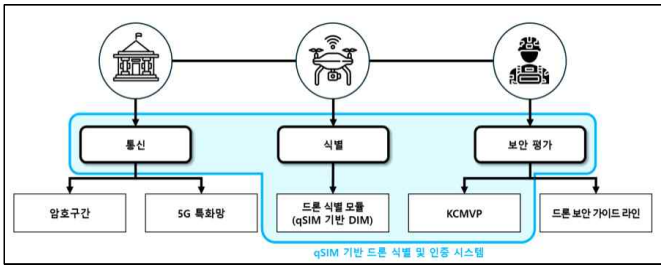 통신
식별
보안 평가
암호구간
5G 특화망
드론 식별 모듈
(qSIM 기반 DIM)
KCMVP
드론 보안 가이드 라인
qSIM 기반 드론 식별 및 인증 시스템